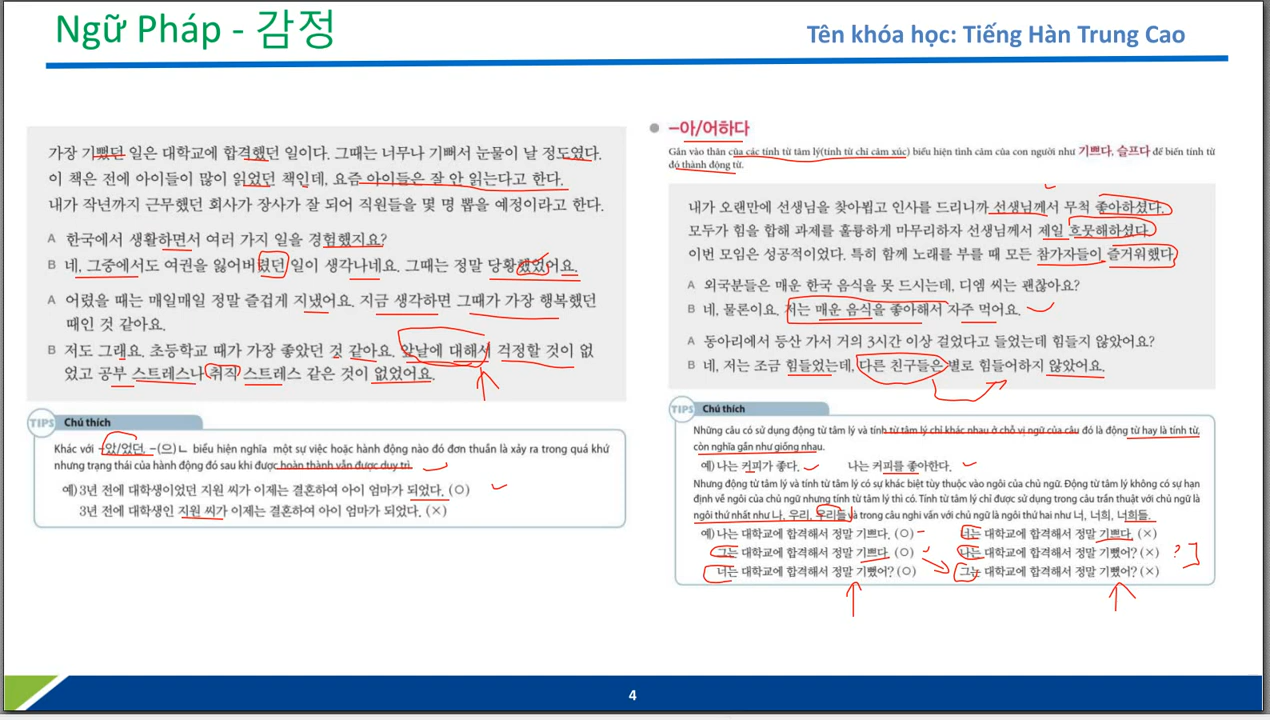 Ngữ Pháp - 감정
Tên khóa học: Tiếng Hàn Trung Cao
가장 기뻤던 일은 대학교에 합격했던 일이다. 그때는 너무나 기뻐서 눈물이 날 정도였다.
이 책은 전에 아이들이 많이 읽었던 책인데, 요즘 아이들은 잘 안 읽는다고 한다.
내가 작년까지 근무했던 회사가 장사가 잘 되어 직원들을 몇 명 뽑을 예정이라고 한다.
A 한국에서 생활하면서 여러 가지 일을 경험했지요?
B 네, 그중에서도 여권을 잃어버렸던 일이 생각나네요. 그때는 정말 당황했었어요.
A 어렸을 때는 매일매일 정말 즐겁게 지냈어요. 지금 생각하면 그때가 가장 행복했던
때인 것 같아요.
B 저도 그래요. 초등학교 때가 가장 좋았던 것 같아요. 앞날에 대해서 걱정할 것이 없
었고 공부 스트레스나 취직 스트레스 같은 것이 없었어요.
TIPS Chú thích
Khác với -았/었던, -(으)ㄴ biểu hiện nghĩa một sự việc hoặc hành động nào đó đơn thuần là xảy ra trong quá khứ
nhưng trạng thái của hành động đó sau khi được hoàn thành vẫn được duy trì.
예) 3년 전에 대학생이었던 지원 씨가 이제는 결혼하여 아이 엄마가 되었다. (○)
3년 전에 대학생인 지원 씨가 이제는 결혼하여 아이 엄마가 되었다. (×)
● –아/어하다
Gắn vào thân của các tính từ tâm lý(tính từ chỉ cảm xúc) biểu hiện tình cảm của con người như 기쁘다, 슬프다 để biến tính từ
đó thành động từ.
내가 오랜만에 선생님을 찾아뵙고 인사를 드리니까 선생님께서 무척 좋아하셨다.
모두가 힘을 합해 과제를 훌륭하게 마무리하자 선생님께서 제일 흐뭇해하셨다.
이번 모임은 성공적이었다. 특히 함께 노래를 부를 때 모든 참가자들이 즐거워했다.
A 외국분들은 매운 한국 음식을 못 드시는데, 디엠 씨는 괜찮아요?
B 네, 물론이요. 저는 매운 음식을 좋아해서 자주 먹어요.
A 동아리에서 등산 가서 거의 3시간 이상 걸었다고 들었는데 힘들지 않았어요?
B 네, 저는 조금 힘들었는데, 다른 친구들은 별로 힘들어하지 않았어요.
TIPS Chú thích
Những câu có sử dụng động từ tâm lý và tính từ tâm lý chỉ khác nhau ở chỗ vị ngữ của câu đó là động từ hay là tính từ,
còn nghĩa gần như giống nhau.
예) 나는 커피가 좋다. 나는 커피를 좋아한다.
Nhưng động từ tâm lý và tính từ tâm lý có sự khác biệt tùy thuộc vào ngôi của chủ ngữ. Động từ tâm lý không có sự hạn
định về ngôi của chủ ngữ nhưng tính từ tâm lý thì có. Tính từ tâm lý chỉ được sử dụng trong câu trần thuật với chủ ngữ là
ngôi thứ nhất như 나, 우리, 우리들 và trong câu nghi vấn với chủ ngữ là ngôi thứ hai như 너, 너희, 너희들.
예) 나는 대학교에 합격해서 정말 기쁘다. (○) 너는 대학교에 합격해서 정말 기쁘다. (×)
그는 대학교에 합격해서 정말 기쁘다. (○) 나는 대학교에 합격해서 정말 기뻤어? (×) ?
너는 대학교에 합격해서 정말 기뻤어? (○) 그는 대학교에 합격해서 정말 기뻤어? (×)
4